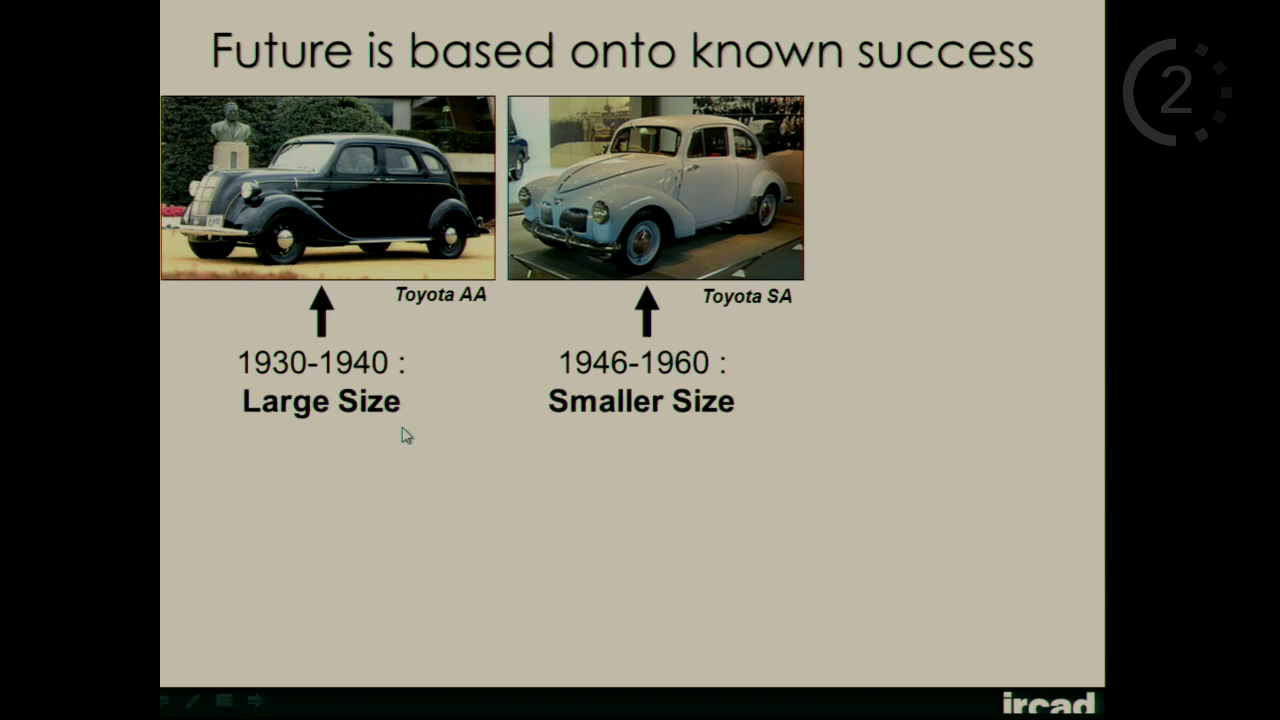 Future is based onto known success
2
Toyota AA
Toyota SA
1930-1940 :
Large Size
1946-1960 :
Smaller Size
ircad